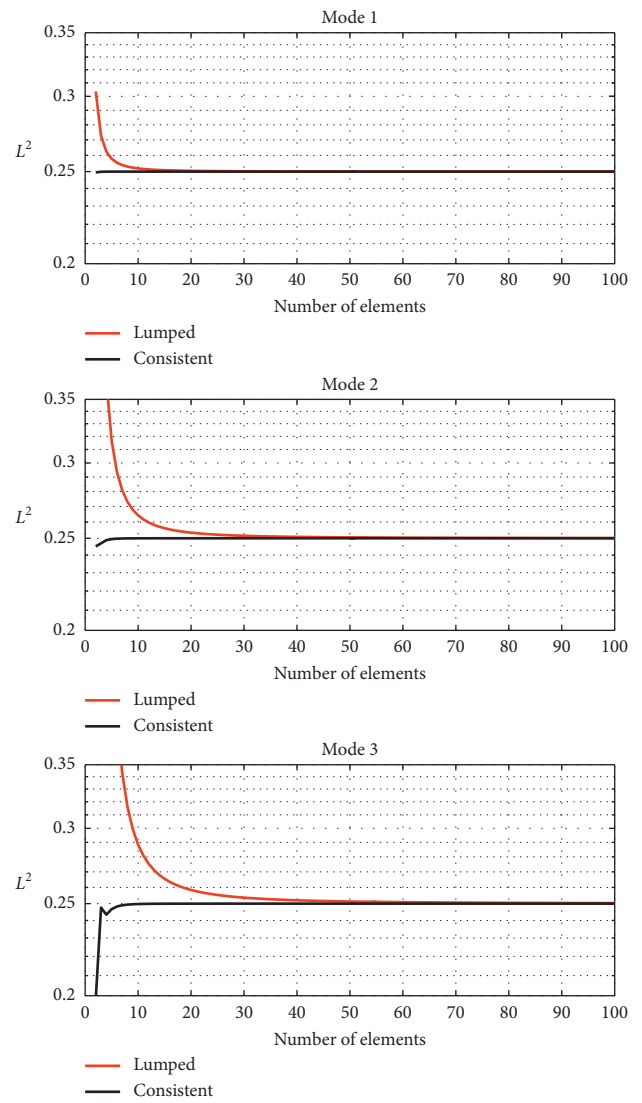 Mode 1
0.35
0.3
L²
0.25
0.2
0 10 20 30 40 50 60 70 80 90 100
Number of elements
Lumped
Consistent
Mode 2
0.35
0.3
L²
0.25
0.2
0 10 20 30 40 50 60 70 80 90 100
Number of elements
Lumped
Consistent
Mode 3
0.35
0.3
L²
0.25
0.2
0 10 20 30 40 50 60 70 80 90 100
Number of elements
Lumped
Consistent